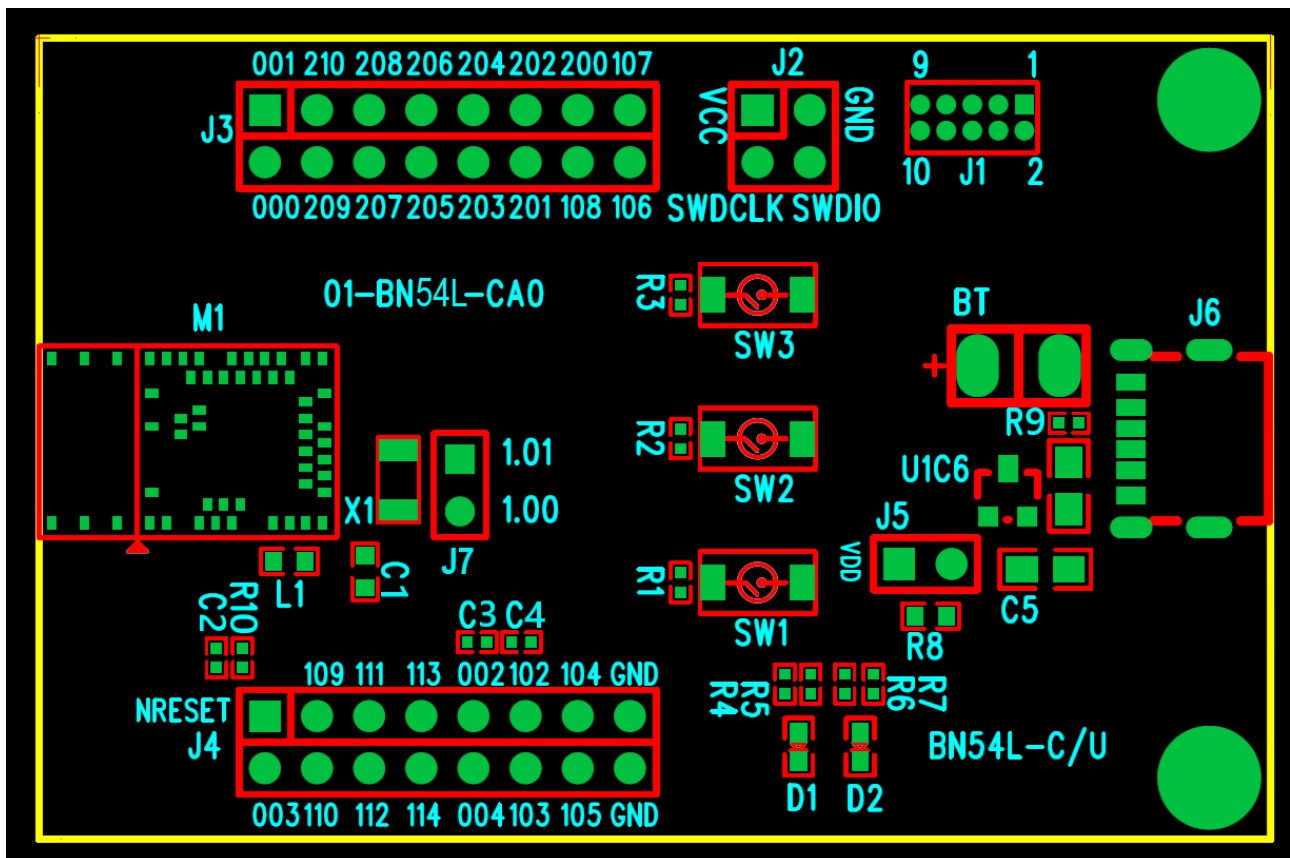 001 210 208 206 204 202 200 107
J2
9 1
VCC
GND
J3
10 J1 2
000 209 207 205 203 201 108 106
SWDCLK SWDIO
01-BN54L-CA0
R3
SW3
BT
J6
M1
+
R9
R2
1.01
SW2
U1C6
X1
1.00
J5
VDD
J7
L1
C1
R1
C5
SW1
R8
C2
R10
C3 C4
109 111 113 002 102 104 GND
NRESET
J4
R4
R5
R6
R7
BN54L-C/U
D1 D2
003 110 112 114 004 103 105 GND